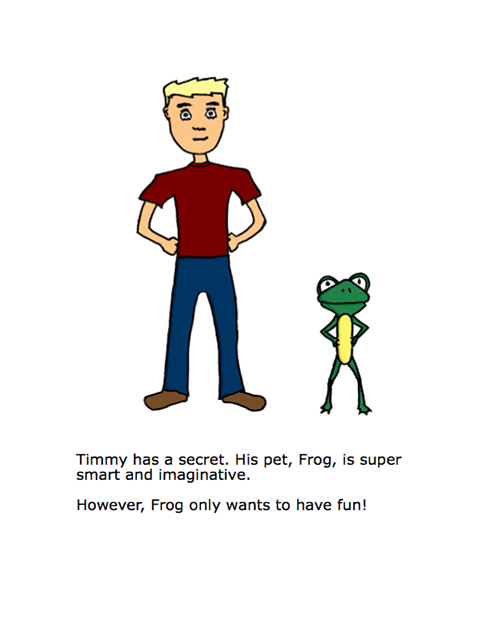 Timmy has a secret. His pet, Frog, is super
smart and imaginative.
However, Frog only wants to have fun!